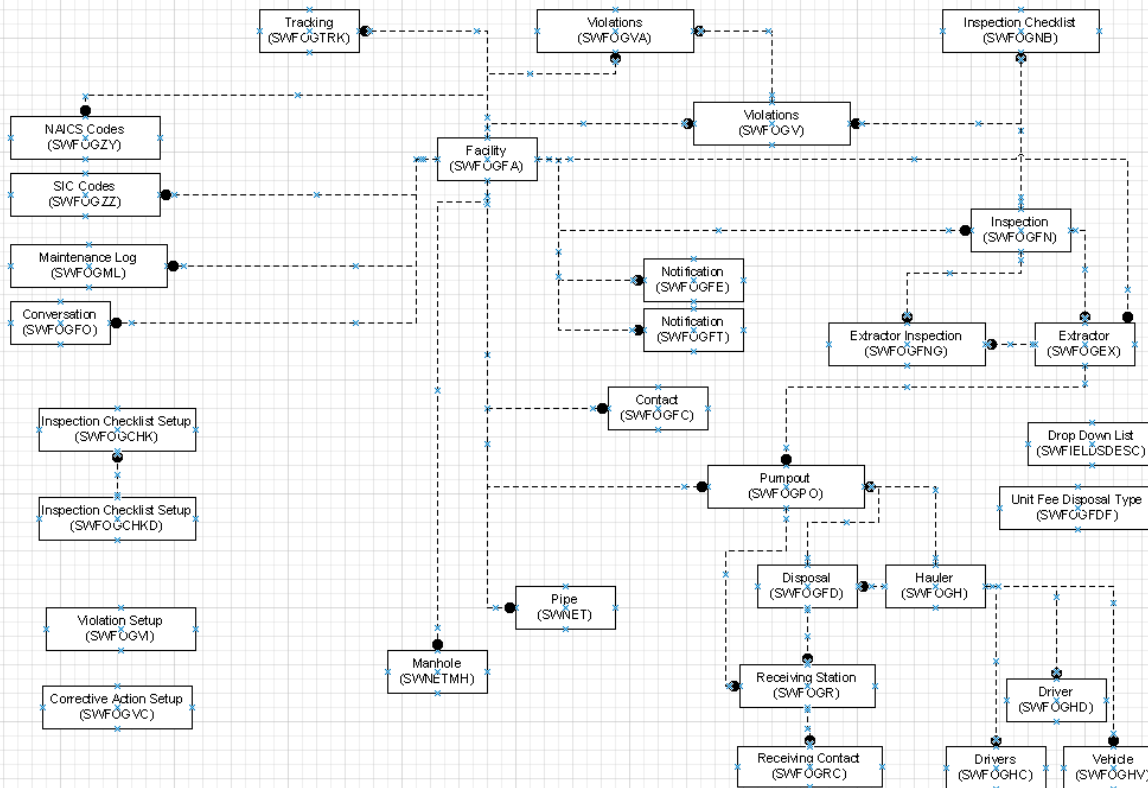 Tracking
(SWFOGTRK)
Violations
(SWFOGVA)
Inspection Checklist
(SWFOGNB)
NAICS Codes
(SWFOGZY)
Violations
(SWFOGV)
Facility
(SWFOGFA)
SIC Codes
(SWFOGZZ)
Inspection
(SWFOGFN)
Maintenance Log
(SWFOGML)
Notification
(SWFOGFE)
Conversation
(SWFOGFO)
Notification
(SWFOGFT)
Extractor Inspection
(SWFOGFNG)
Extractor
(SWFOGEX)
Contact
(SWFOGFC)
Inspection Checklist Setup
(SWFOGCHK)
Drop Down List
(SWFIELDSDESC)
Pumpout
(SWFOGPO)
Inspection Checklist Setup
(SWFOGCHKD)
Unit Fee Disposal Type
(SWFOGFDF)
Disposal
(SWFOGFD)
Hauler
(SWFOGH)
Pipe
(SWNET)
Violation Setup
(SWFOGVI)
Manhole
(SWNETMH)
Receiving Station
(SWFOGR)
Driver
(SWFOGHD)
Corrective Action Setup
(SWFOGVC)
Receiving Contact
(SWFOGRC)
Drivers
(SWFOGHC)
Vehicle
(SWFOGHV)